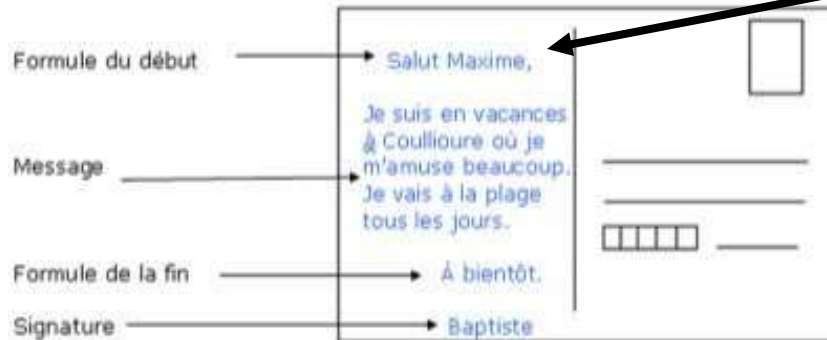 Formule du début
Salut Maxime,
Je suis en vacances
à Coullioure où je
Message
m'amuse beaucoup.
Je vais à la plage
tous les jours.
Formule de la fin
À bientôt.
Signature
Baptiste